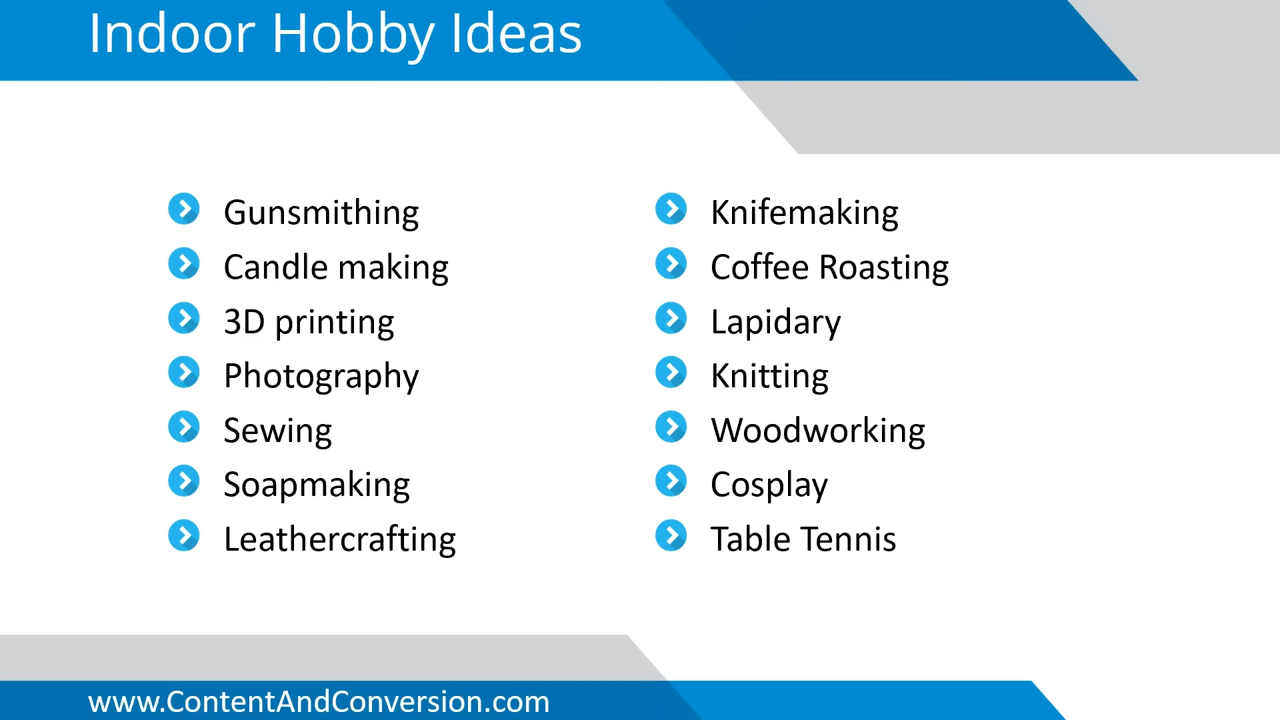 Indoor Hobby Ideas
Gunsmithing
Candle making
3D printing
Photography
Sewing
Soapmaking
Leathercrafting
Knifemaking
Coffee Roasting
Lapidary
Knitting
Woodworking
Cosplay
Table Tennis
www.ContentAndConversion.com